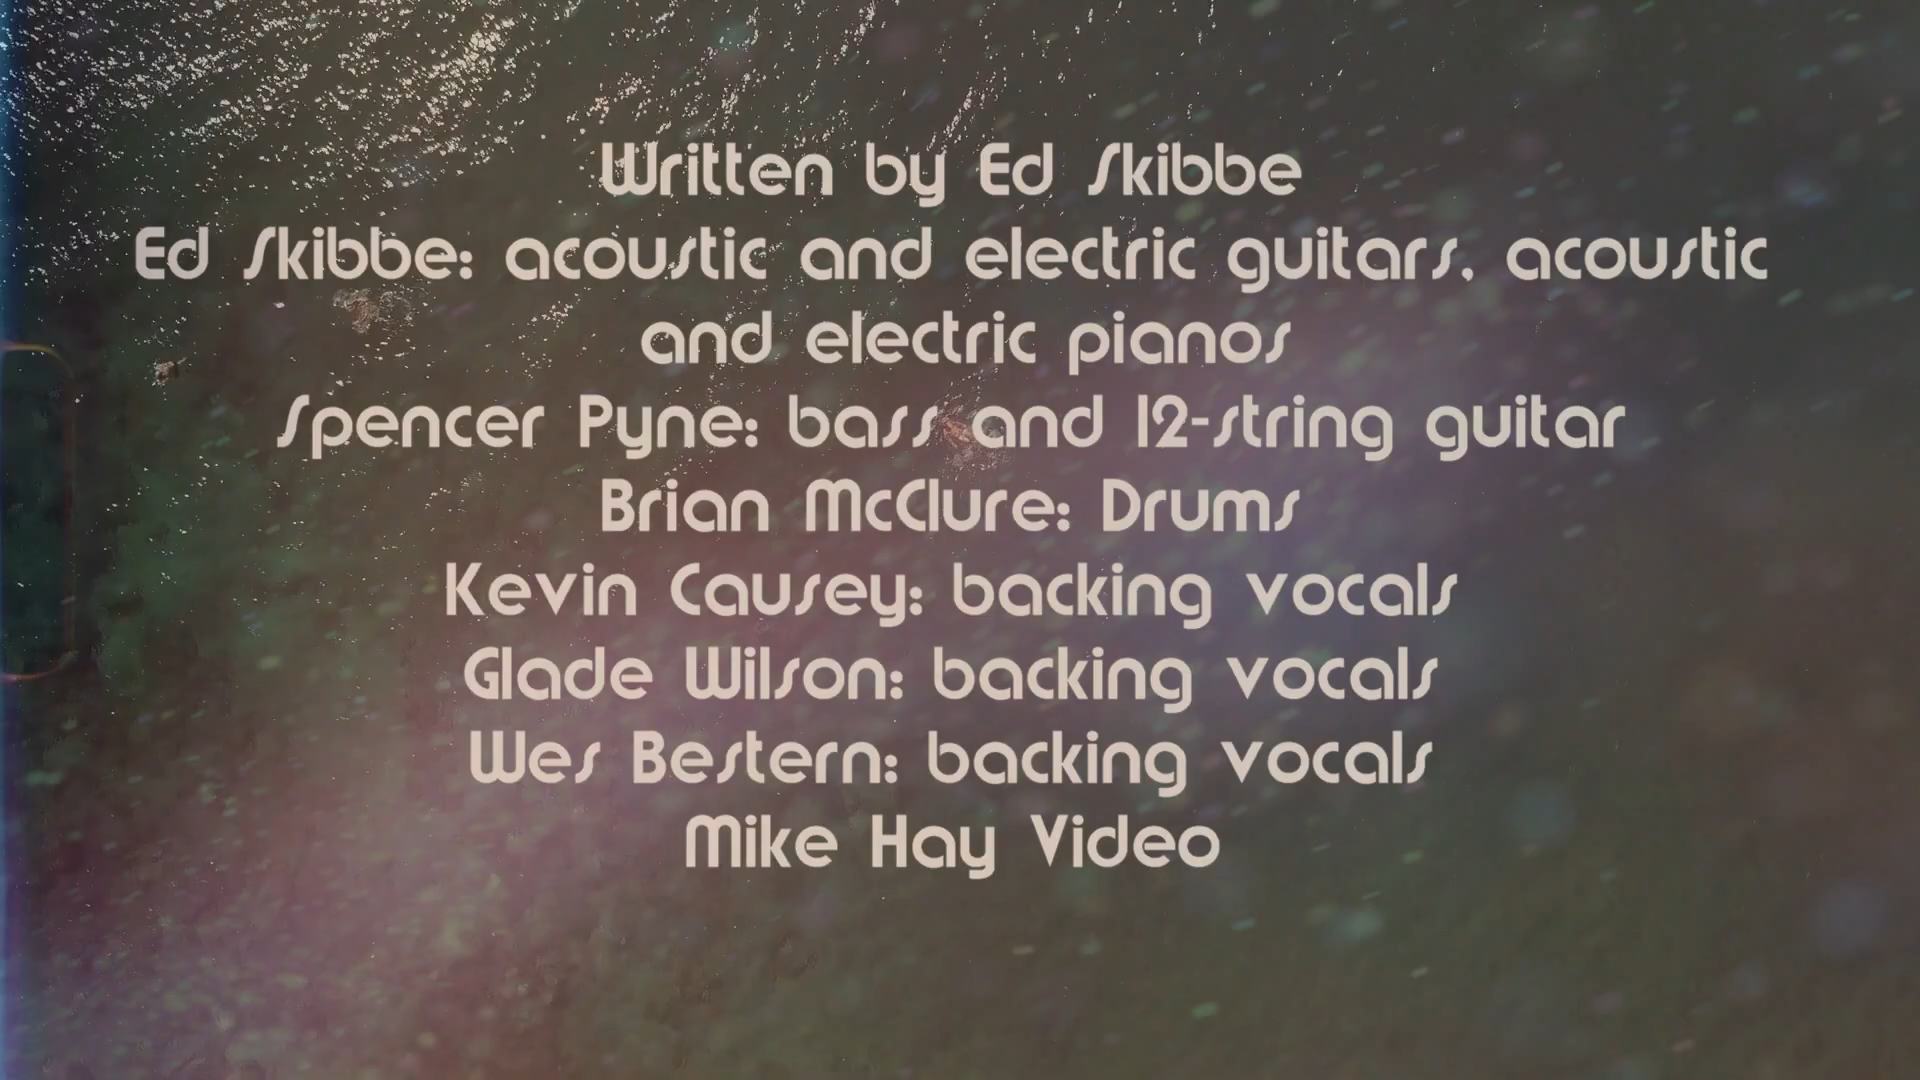 Written by Ed Skibbe
Ed Skibbe: acoustic and electric guitars, acoustic
and electric pianos
Spencer Pyne: bass and 12-string guitar
Brian McClure: Drums
Kevin Causey: backing vocals
Glade Wilson: backing vocals
Wes Bestern: backing vocals
Mike Hay Video